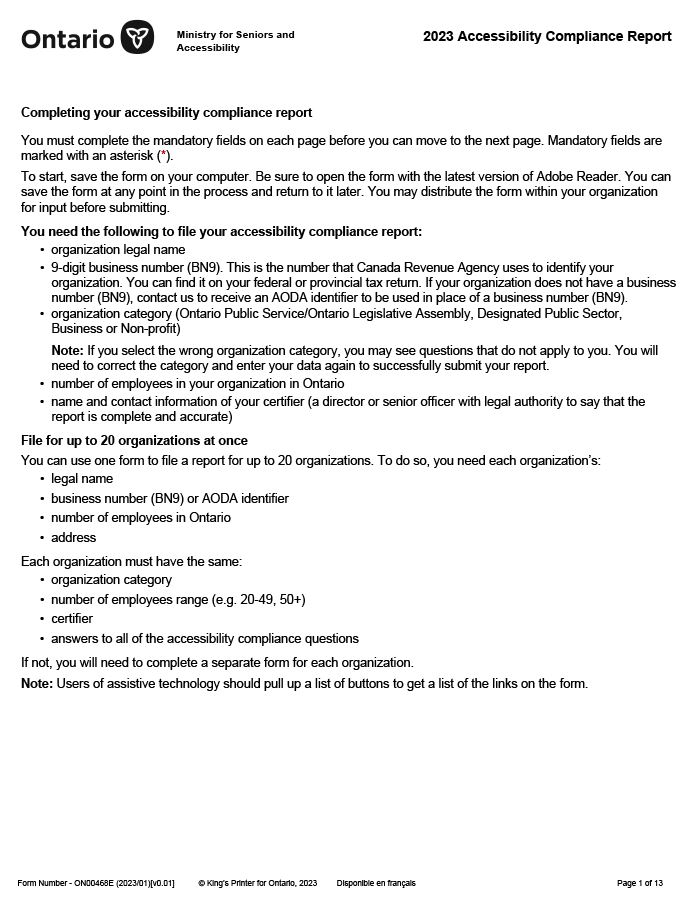 Ontario
Ministry for Seniors and
Accessibility
2023 Accessibility Compliance Report
Completing your accessibility compliance report
You must complete the mandatory fields on each page before you can move to the next page. Mandatory fields are
marked with an asterisk (*).
To start, save the form on your computer. Be sure to open the form with the latest version of Adobe Reader. You can
save the form at any point in the process and return to it later. You may distribute the form within your organization
for input before submitting.
You need the following to file your accessibility compliance report:
• organization legal name
• 9-digit business number (BN9). This is the number that Canada Revenue Agency uses to identify your
organization. You can find it on your federal or provincial tax return. If your organization does not have a business
number (BN9), contact us to receive an AODA identifier to be used in place of a business number (BN9).
• organization category (Ontario Public Service/Ontario Legislative Assembly, Designated Public Sector,
Business or Non-profit)
Note: If you select the wrong organization category, you may see questions that do not apply to you. You will
need to correct the category and enter your data again to successfully submit your report.
• number of employees in your organization in Ontario
• name and contact information of your certifier (a director or senior officer with legal authority to say that the
report is complete and accurate)
File for up to 20 organizations at once
You can use one form to file a report for up to 20 organizations. To do so, you need each organization’s:
• legal name
• business number (BN9) or AODA identifier
• number of employees in Ontario
• address
Each organization must have the same:
• organization category
• number of employees range (e.g. 20-49, 50+)
• certifier
• answers to all of the accessibility compliance questions
If not, you will need to complete a separate form for each organization.
Note: Users of assistive technology should pull up a list of buttons to get a list of the links on the form.
Form Number - ON00468E (2023/01)[v0.01] © King's Printer for Ontario, 2023 Disponible en français Page 1 of 13